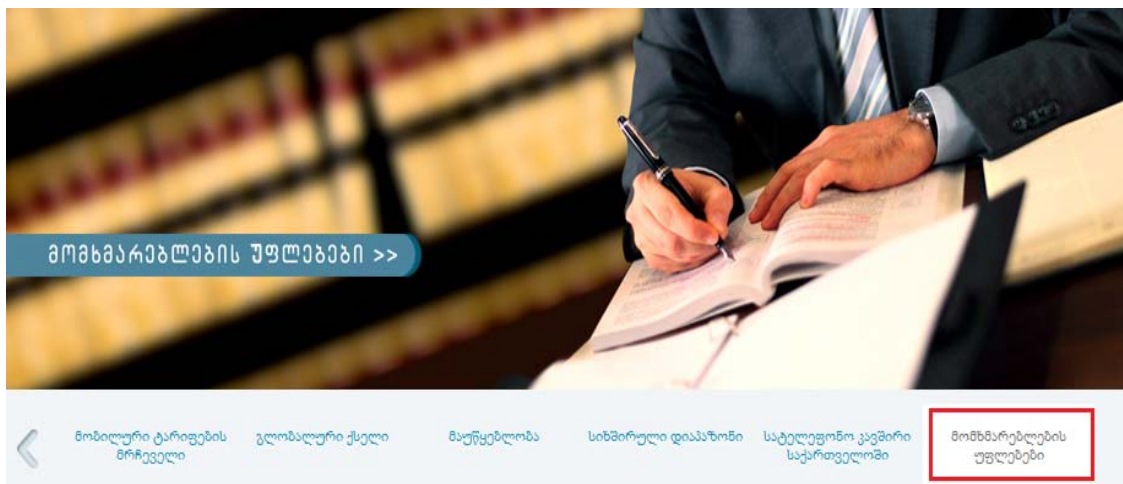 მომხმარებლების უფლებები >>
მობილური ტარიფების
მრჩეველი
გლობალური ქსელი
მაუწყებლობა
სიხშირული დიაპაზონი
სატელეფონო კავშირი
საქართველოში
მომხმარებლების
უფლებები